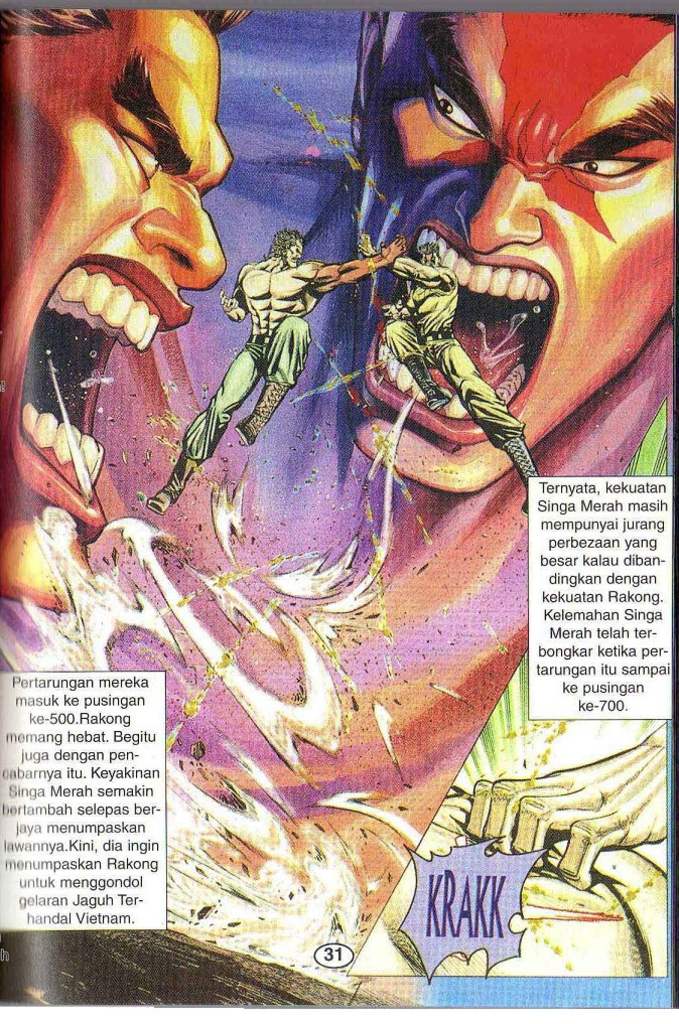 Pertarungan mereka
masuk ke pusingan
ke-500.Rakong
memang hebat. Begitu
juga dengan pen-
cabarnya itu. Keyakinan
Singa Merah semakin
bertambah selepas ber-
jaya menumpaskan
lawannya.Kini, dia ingin
menumpaskan Rakong
untuk menggondol
gelaran Jaguh Ter-
handal Vietnam.
Ternyata, kekuatan
Singa Merah masih
mempunyai jurang
perbezaan yang
besar kalau diban-
dingkan dengan
kekuatan Rakong.
Kelemahan Singa
Merah telah ter-
bongkar ketika per-
tarungan itu sampai
ke pusingan
ke-700.
KRAKK
31